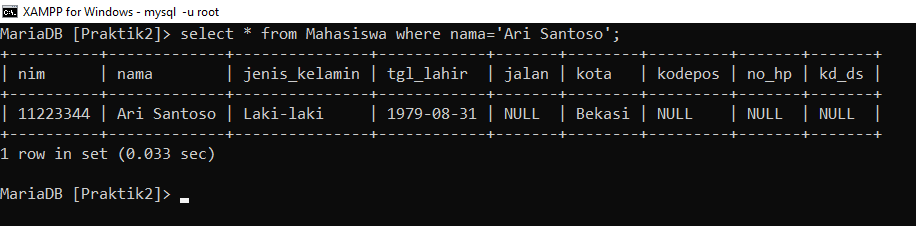 XAMPP for Windows - mysql  -u root
MariaDB [Praktik2]> select * from Mahasiswa where nama='Ari Santoso';
+----------+-------------+---------------+------------+-------+--------+---------+-------+-------+
| nim      | nama        | jenis_kelamin | tgl_lahir  | jalan | kota   | kodepos | no_hp | kd_ds |
+----------+-------------+---------------+------------+-------+--------+---------+-------+-------+
| 11223344 | Ari Santoso | Laki-laki     | 1979-08-31 | NULL  | Bekasi | NULL    | NULL  | NULL  |
+----------+-------------+---------------+------------+-------+--------+---------+-------+-------+
1 row in set (0.033 sec)
MariaDB [Praktik2]>